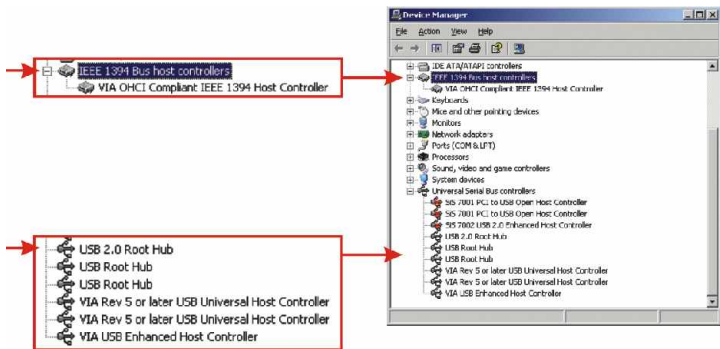 IEEE 1394 Bus host controllers
VIA OHCI Compliant IEEE 1394 Host Controller
USB 2.0 Root Hub
USB Root Hub
USB Root Hub
VIA Rev 5 or later USB Universal Host Controller
VIA Rev 5 or later USB Universal Host Controller
VIA USB Enhanced Host Controller
Device Manager
File Action View Help
IDE ATA/ATAPI controllers
IEEE 1394 Bus host controllers
VIA OHCI Compliant IEEE 1394 Host Controller
Keyboards
Mice and other pointing devices
Monitors
Network adapters
Ports (COM & LPT)
Processors
Sound, video and game controllers
System devices
Universal Serial Bus controllers
SiS 7001 PCI to USB Open Host Controller
SiS 7001 PCI to USB Open Host Controller
SiS 7002 USB 2.0 Enhanced Host Controller
USB 2.0 Root Hub
USB Root Hub
USB Root Hub
VIA Rev 5 or later USB Universal Host Controller
VIA Rev 5 or later USB Universal Host Controller
VIA USB Enhanced Host Controller